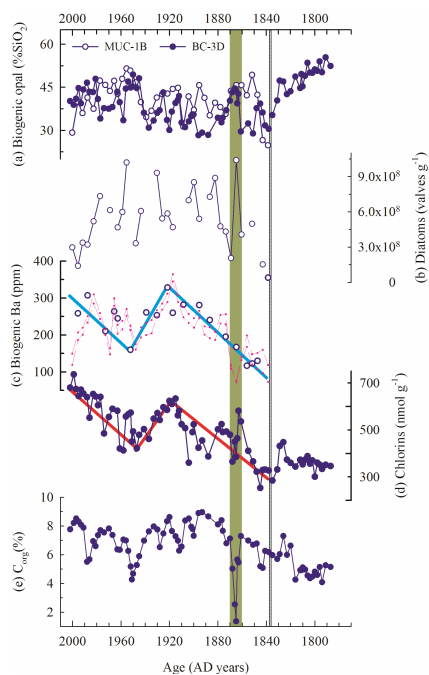 2000 1960 1920 1880 1840 1800
(a) Biogenic opal (%SiO2)
60
45
30
MUC-1B BC-3D
(b) Diatoms (valves g-1)
9.0x10^8
6.0x10^8
3.0x10^8
0
(c) Biogenic Ba (ppm)
400
300
200
100
(d) Chlorins (nmol g-1)
700
500
300
(e) Corg(%)
10
8
6
4
2
2000 1960 1920 1880 1840 1800
Age (AD years)